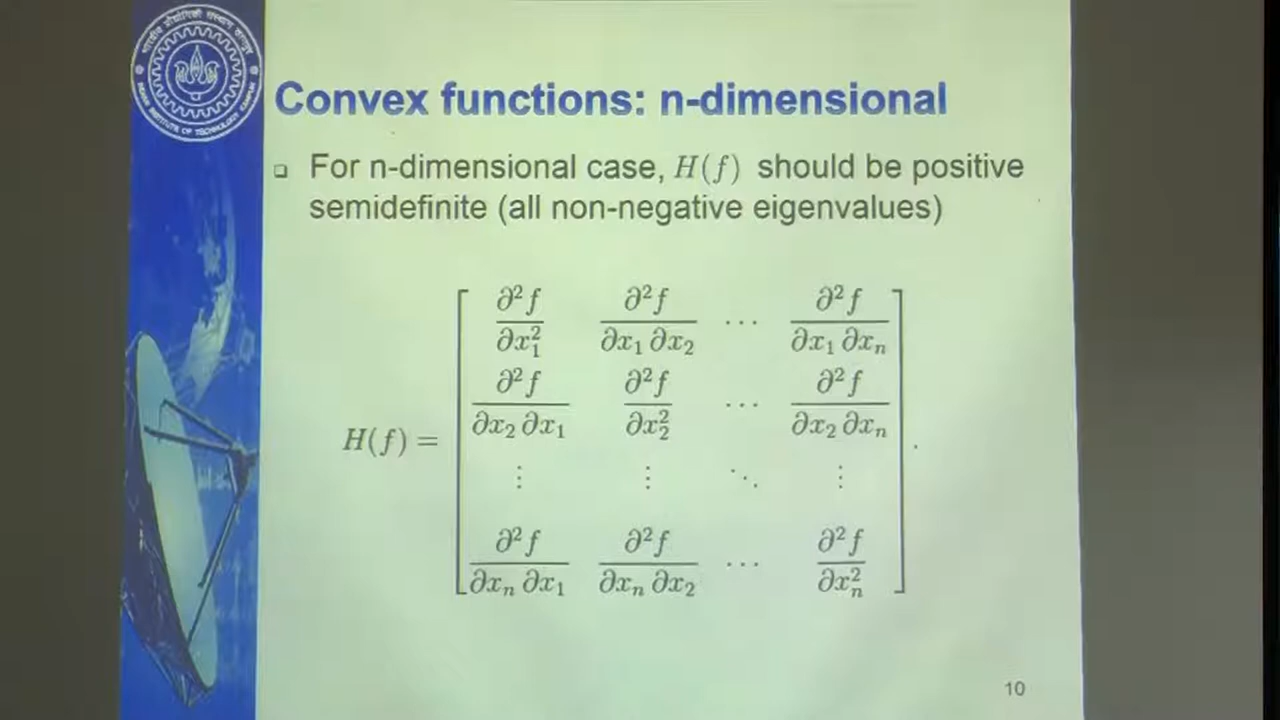 Convex functions: n-dimensional
❑ For n-dimensional case, H(f) should be positive
semidefinite (all non-negative eigenvalues)
H(f) = [ ∂²f/∂x₁² ∂²f/∂x₁ ∂x₂ ⋯ ∂²f/∂x₁ ∂xₙ
∂²f/∂x₂ ∂x₁ ∂²f/∂x₂² ⋯ ∂²f/∂x₂ ∂xₙ
⋮ ⋮ ⋱ ⋮
∂²f/∂xₙ ∂x₁ ∂²f/∂xₙ ∂x₂ ⋯ ∂²f/∂xₙ² ] .
10